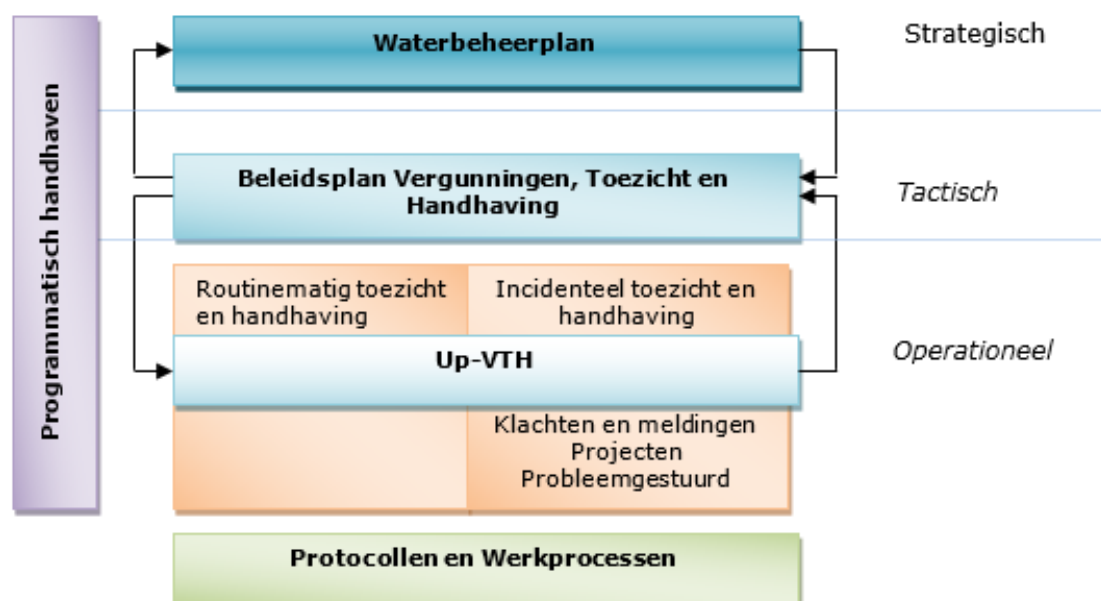 Programmatisch handhaven
Waterbeheerplan
Strategisch
Beleidsplan Vergunningen, Toezicht en
Handhaving
Tactisch
Routinematig toezicht
en handhaving
Incidenteel toezicht en
handhaving
Up-VTH
Operationeel
Klachten en meldingen
Projecten
Probleemgestuurd
Protocollen en Werkprocessen